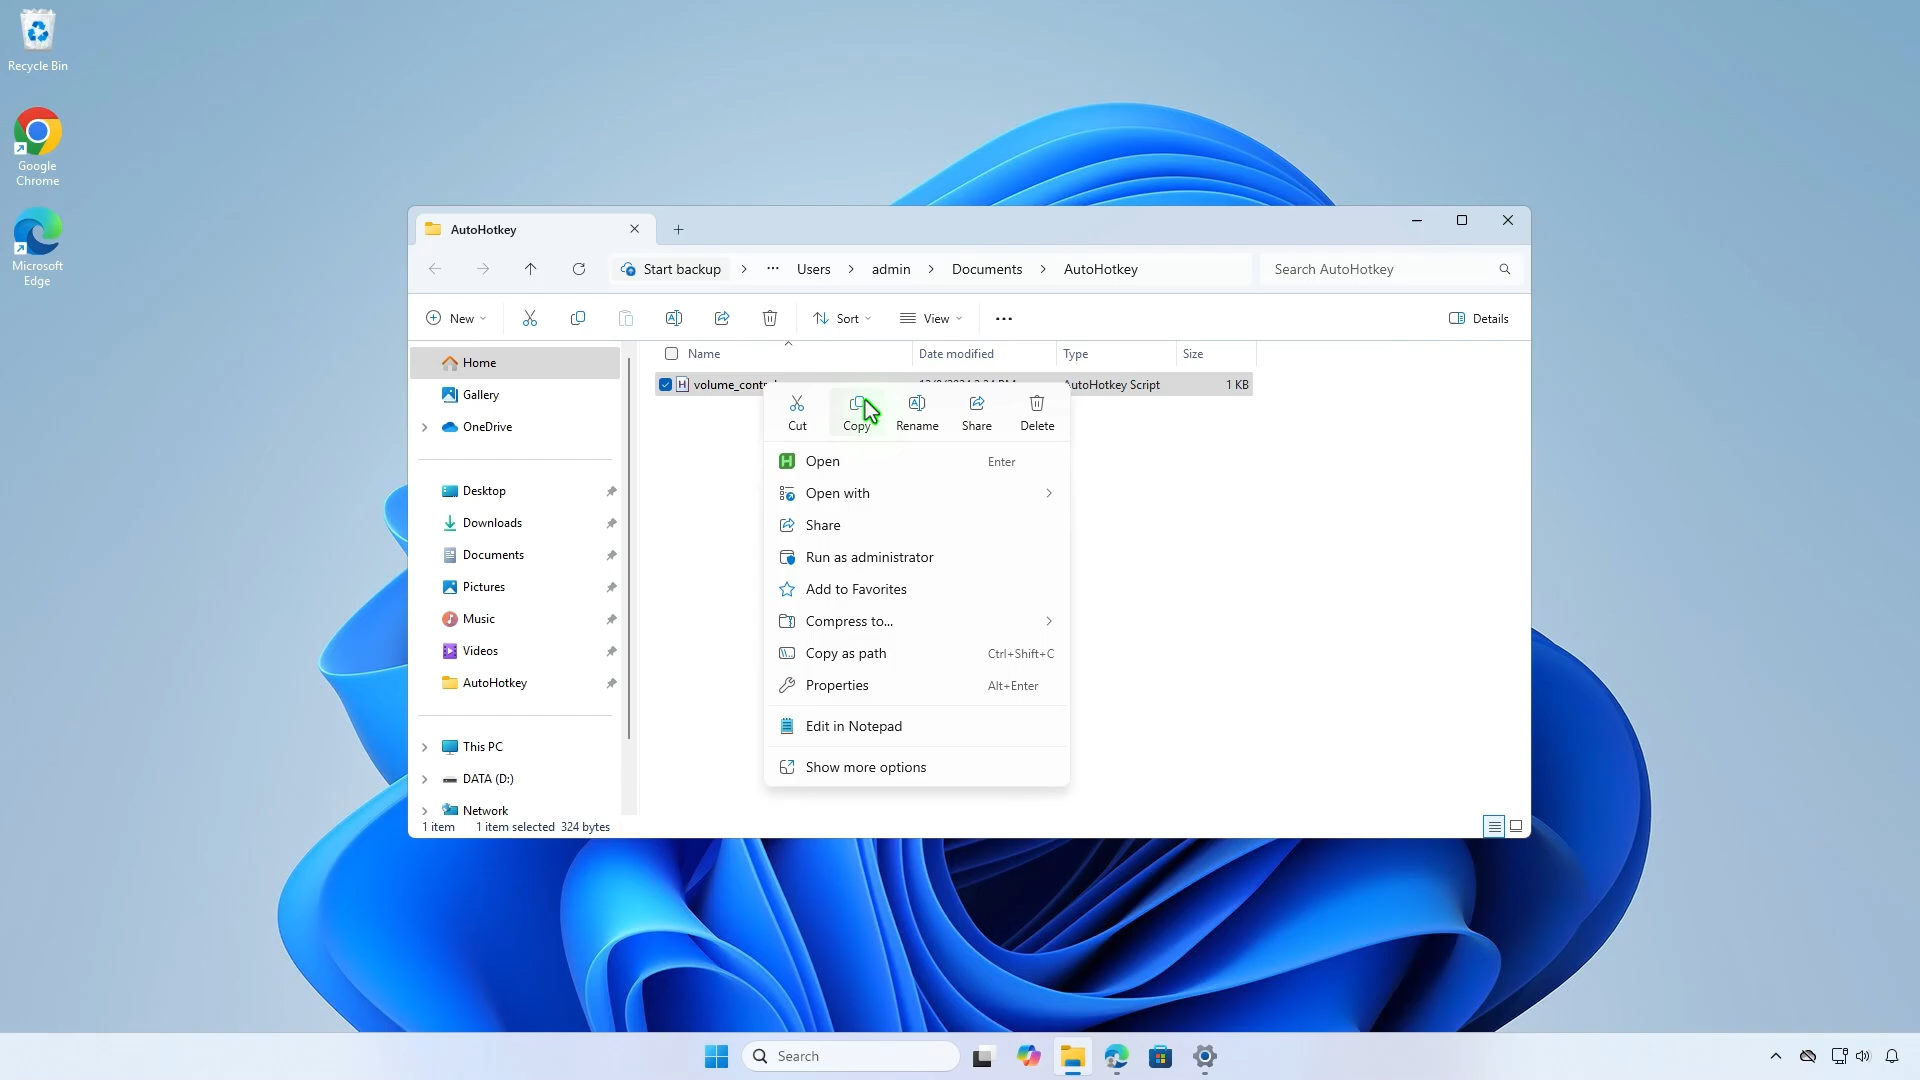 Recycle Bin
Google
Chrome
Microsoft
Edge
AutoHotkey
Start backup
Users
admin
Documents
AutoHotkey
Search AutoHotkey
New
Sort
View
Details
Home
Gallery
OneDrive
Desktop
Downloads
Documents
Pictures
Music
Videos
AutoHotkey
This PC
DATA (D:)
Network
Name
Date modified
Type
Size
AutoHotkey Script
1 KB
Cut
Copy
Rename
Share
Delete
Open Enter
Open with
Share
Run as administrator
Add to Favorites
Compress to...
Copy as path Ctrl+Shift+C
Properties Alt+Enter
Edit in Notepad
Show more options
1 item 1 item selected 324 bytes
Search